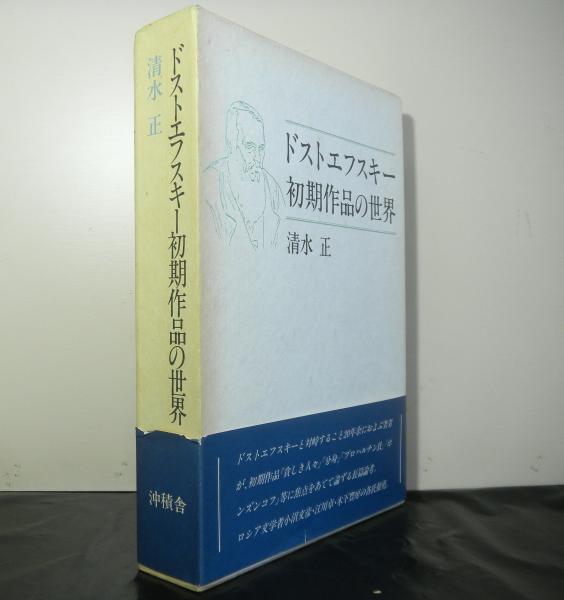 ドストエフスキー初期作品の世界
清水 正
沖積舎
ドストエフスキー
初期作品の世界
清水 正
ドストエフスキーと対峙すること20年余におよぶ著者
が、初期作品「貧しき人々」「分身」「プロハルチン氏」「ポ
ルズンコフ」等に焦点をあてて論ずる長篇論考。
ロシア文学者小沼文彦・江川卓・木下豊房の各氏推薦。